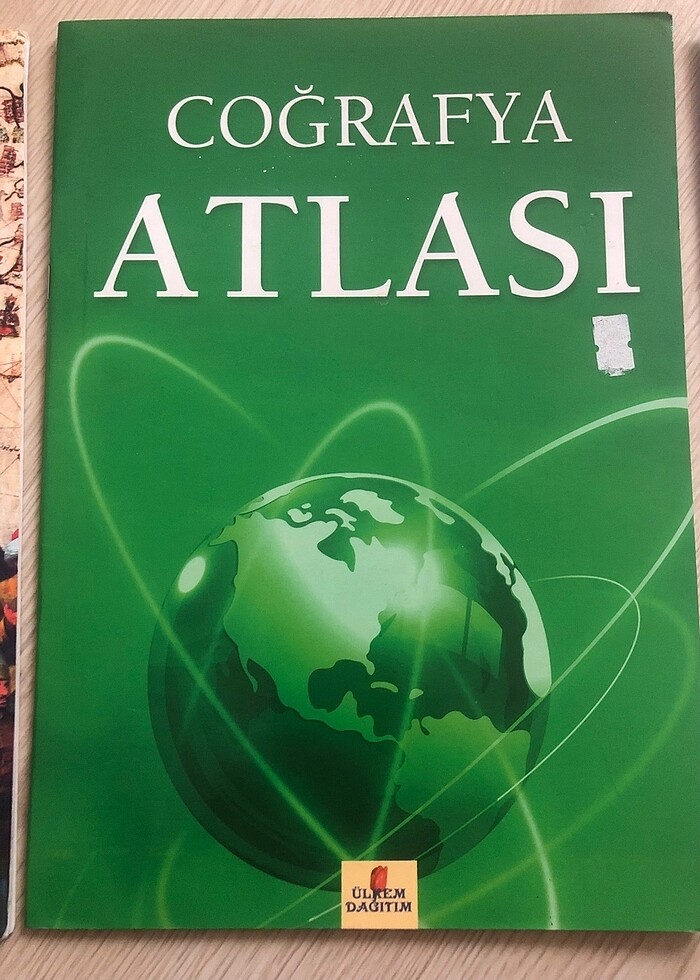 COĞRAFYA
ATLASI
ÜLKEM
DAĞITIM